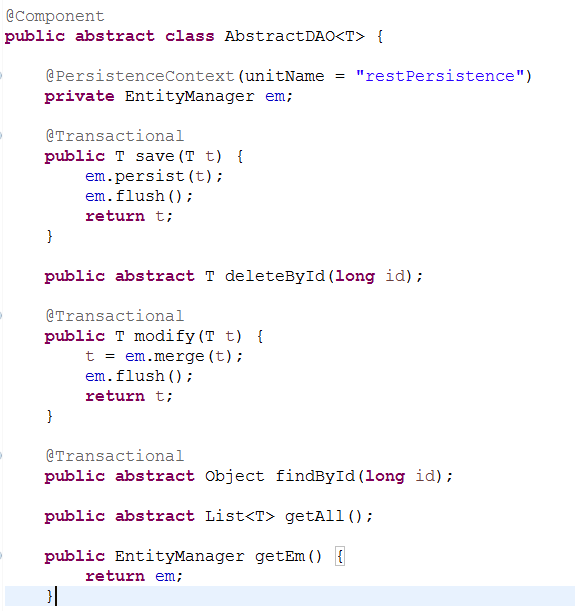 @Component
public abstract class AbstractDAO<T> {
@PersistenceContext(unitName = "restPersistence")
private EntityManager em;
@Transactional
public T save(T t) {
em.persist(t);
em.flush();
return t;
}
public abstract T deleteById(long id);
@Transactional
public T modify(T t) {
t = em.merge(t);
em.flush();
return t;
}
@Transactional
public abstract Object findById(long id);
public abstract List<T> getAll();
public EntityManager getEm() {
return em;
}